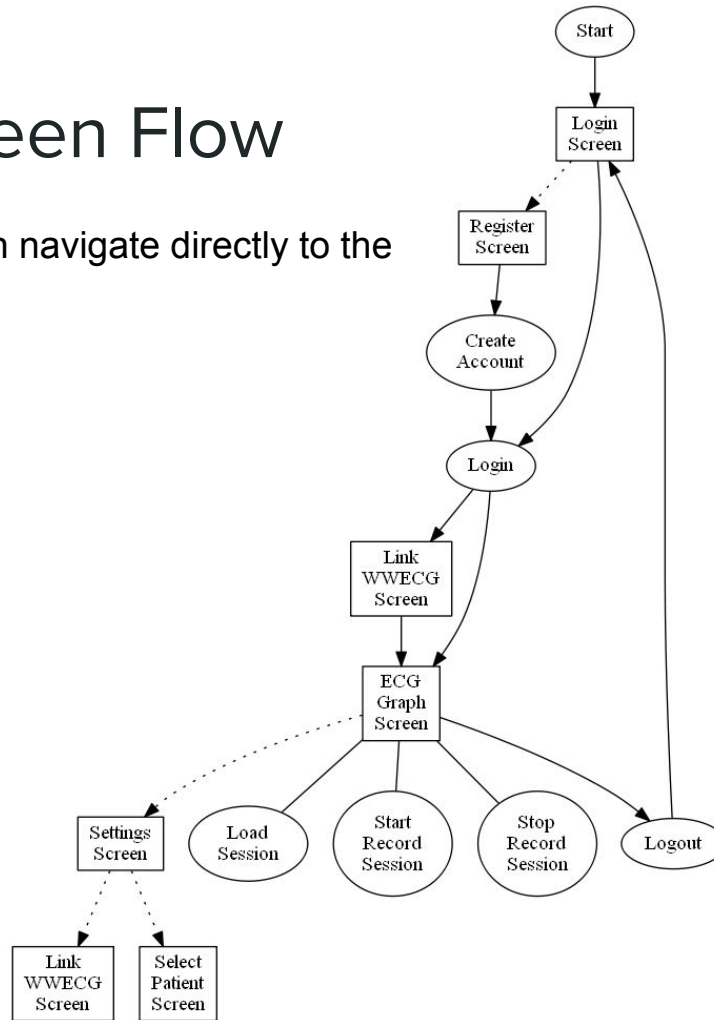 een Flow
n navigate directly to the
Start
Login
Screen
Register
Screen
Create
Account
Login
Link
WWECG
Screen
ECG
Graph
Screen
Settings
Screen
Load
Session
Start
Record
Session
Stop
Record
Session
Logout
Link
WWECG
Screen
Select
Patient
Screen